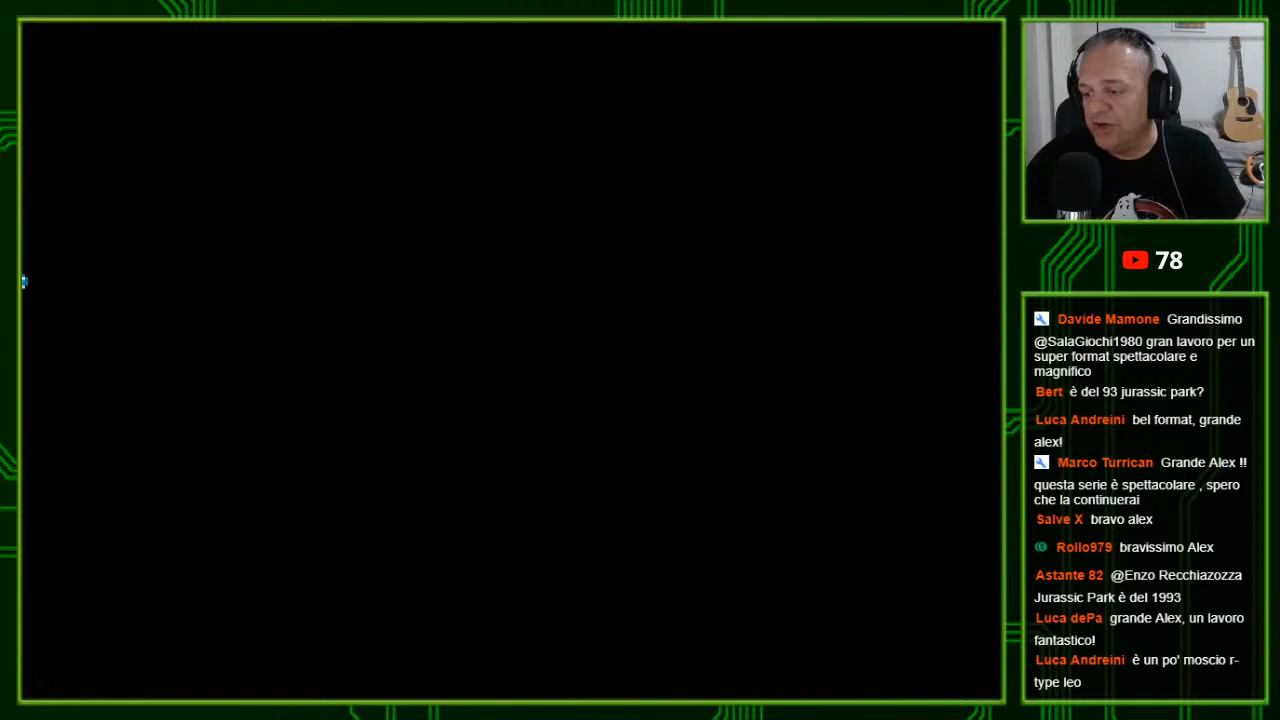 78
Davide Mamone Grandissimo
@SalaGiochi1980 gran lavoro per un
super format spettacolare e
magnifico
Bert è del 93 jurassic park?
Luca Andreini bel format, grande
alex!
Marco Turrican Grande Alex !!
questa serie è spettacolare , spero
che la continuerai
Salve X bravo alex
Rollo979 bravissimo Alex
Astante 82 @Enzo Recchiazozza
Jurassic Park è del 1993
Luca dePa grande Alex, un lavoro
fantastico!
Luca Andreini è un po' moscio r-
type leo